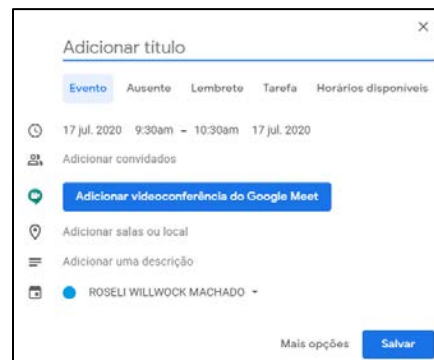 Adicionar título
Evento Ausente Lembrete Tarefa Horários disponíveis
17 jul. 2020 9:30am – 10:30am 17 jul. 2020
Adicionar convidados
Adicionar videoconferência do Google Meet
Adicionar salas ou local
Adicionar uma descrição
ROSELI WILLWOCK MACHADO
Mais opções Salvar